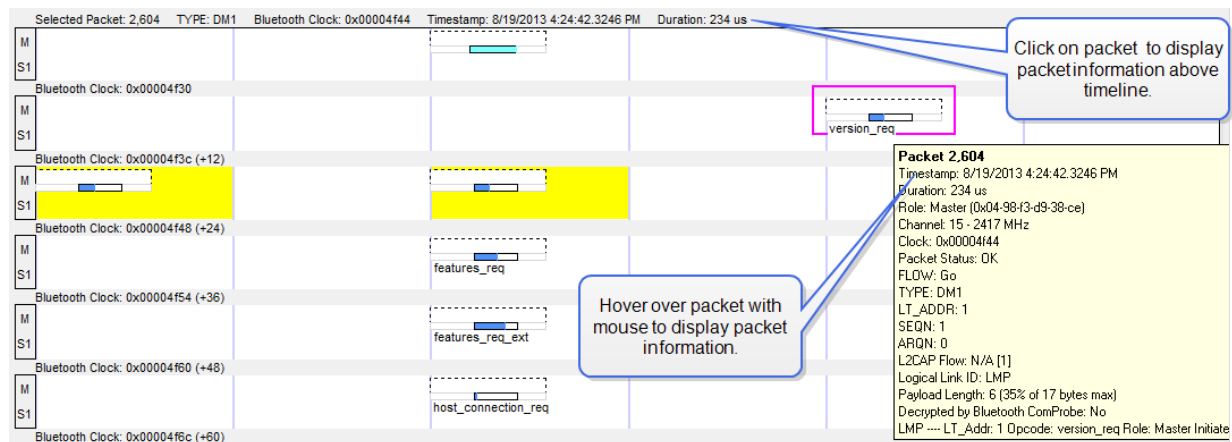 Selected Packet: 2,604 TYPE: DM1 Bluetooth Clock: 0x00004f44 Timestamp: 8/19/2013 4:24:42.3246 PM Duration: 234 us
M
S1
Click on packet to display
packet information above
timeline.
Bluetooth Clock: 0x00004f30
M
S1
version_req
Bluetooth Clock: 0x00004f3c (+12)
M
S1
Bluetooth Clock: 0x00004f48 (+24)
M
S1
features_req
Bluetooth Clock: 0x00004f54 (+36)
M
S1
features_req_ext
Bluetooth Clock: 0x00004f60 (+48)
M
S1
host_connection_req
Bluetooth Clock: 0x00004f6c (+60)
Hover over packet with
mouse to display packet
information.
Packet 2,604
Timestamp: 8/19/2013 4:24:42.3246 PM
Duration: 234 us
Role: Master (0x04-98-f3-d9-38-ce)
Channel: 15 - 2417 MHz
Clock: 0x00004f44
Packet Status: OK
FLOW: Go
TYPE: DM1
LT_ADDR: 1
SEQN: 1
ARQN: 0
L2CAP Flow: N/A [1]
Logical Link ID: LMP
Payload Length: 6 (35% of 17 bytes max)
Decrypted by Bluetooth ComProbe: No
LMP ---- LT_Addr: 1 Opcode: version_req Role: Master Initiate